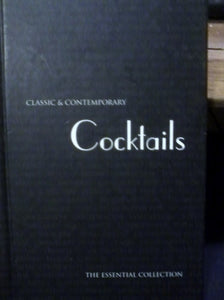 CLASSIC & CONTEMPORARY
Cocktails
THE ESSENTIAL COLLECTION